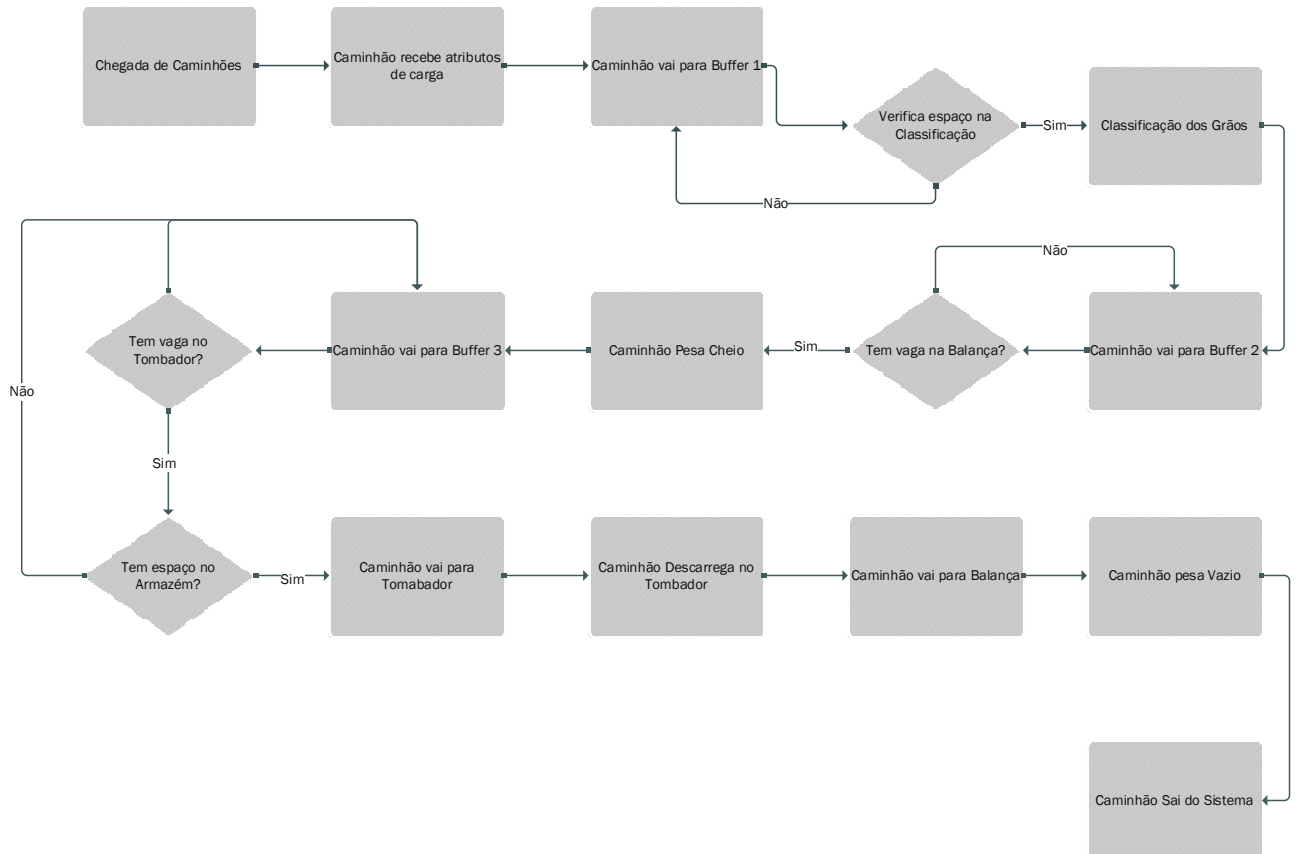 Chegada de Caminhões
Caminhão recebe atributos
de carga
Caminhão vai para Buffer 1
Verifica espaço na
Classificação
Sim
Classificação dos Grãos
Não
Não
Tem vaga no
Tombador?
Caminhão vai para Buffer 3
Caminhão Pesa Cheio
Sim
Tem vaga na Balança?
Caminhão vai para Buffer 2
Não
Sim
Tem espaço no
Armazém?
Sim
Caminhão vai para
Tomabador
Caminhão Descarrega no
Tombador
Caminhão vai para Balança
Caminhão pesa Vazio
Caminhão Sai do Sistema